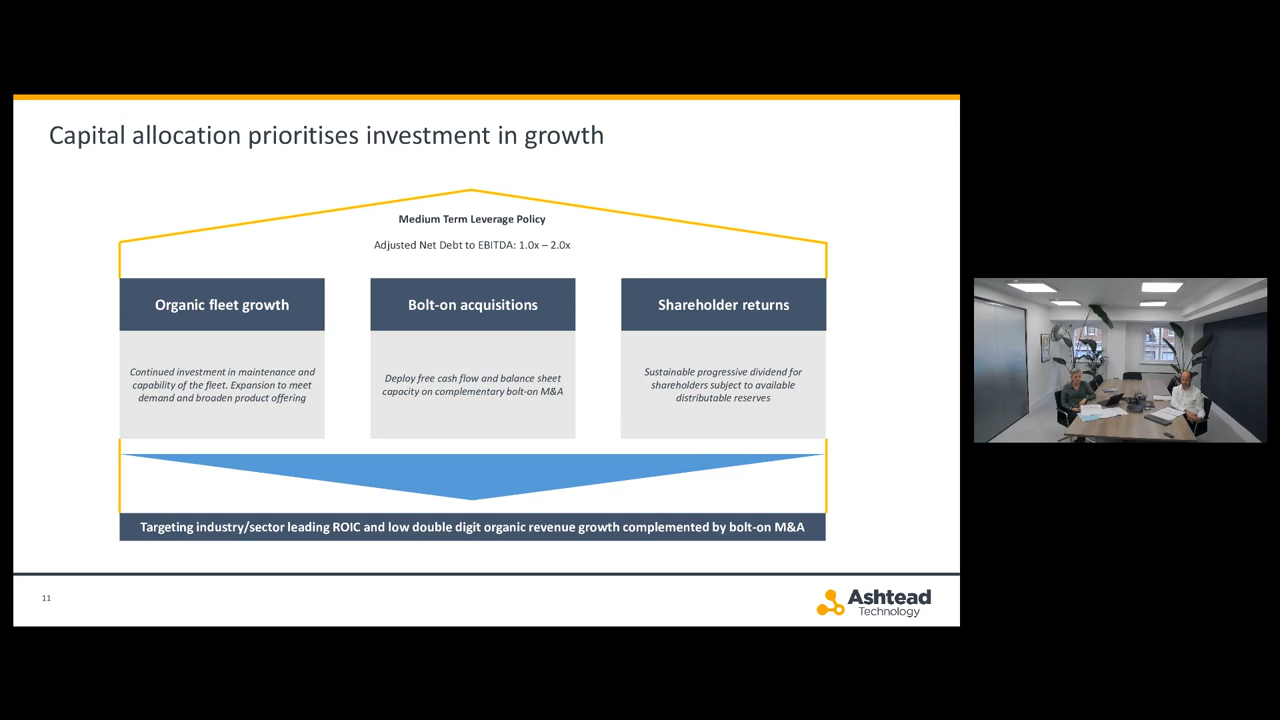 Capital allocation prioritises investment in growth
Medium Term Leverage Policy
Adjusted Net Debt to EBITDA: 1.0x – 2.0x
Organic fleet growth
Continued investment in maintenance and
capability of the fleet. Expansion to meet
demand and broaden product offering
Bolt-on acquisitions
Deploy free cash flow and balance sheet
capacity on complementary bolt-on M&A
Shareholder returns
Sustainable progressive dividend for
shareholders subject to available
distributable reserves
Targeting industry/sector leading ROIC and low double digit organic revenue growth complemented by bolt-on M&A
11
Ashtead
Technology